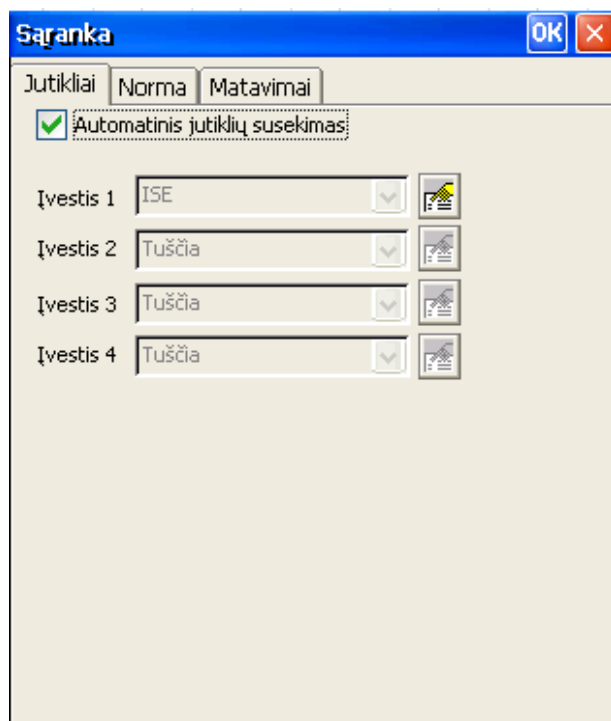 Sąranka OK
Jutikliai Norma Matavimai
Automatinis jutiklių susekimas
Įvestis 1 ISE
Įvestis 2 Tuščia
Įvestis 3 Tuščia
Įvestis 4 Tuščia